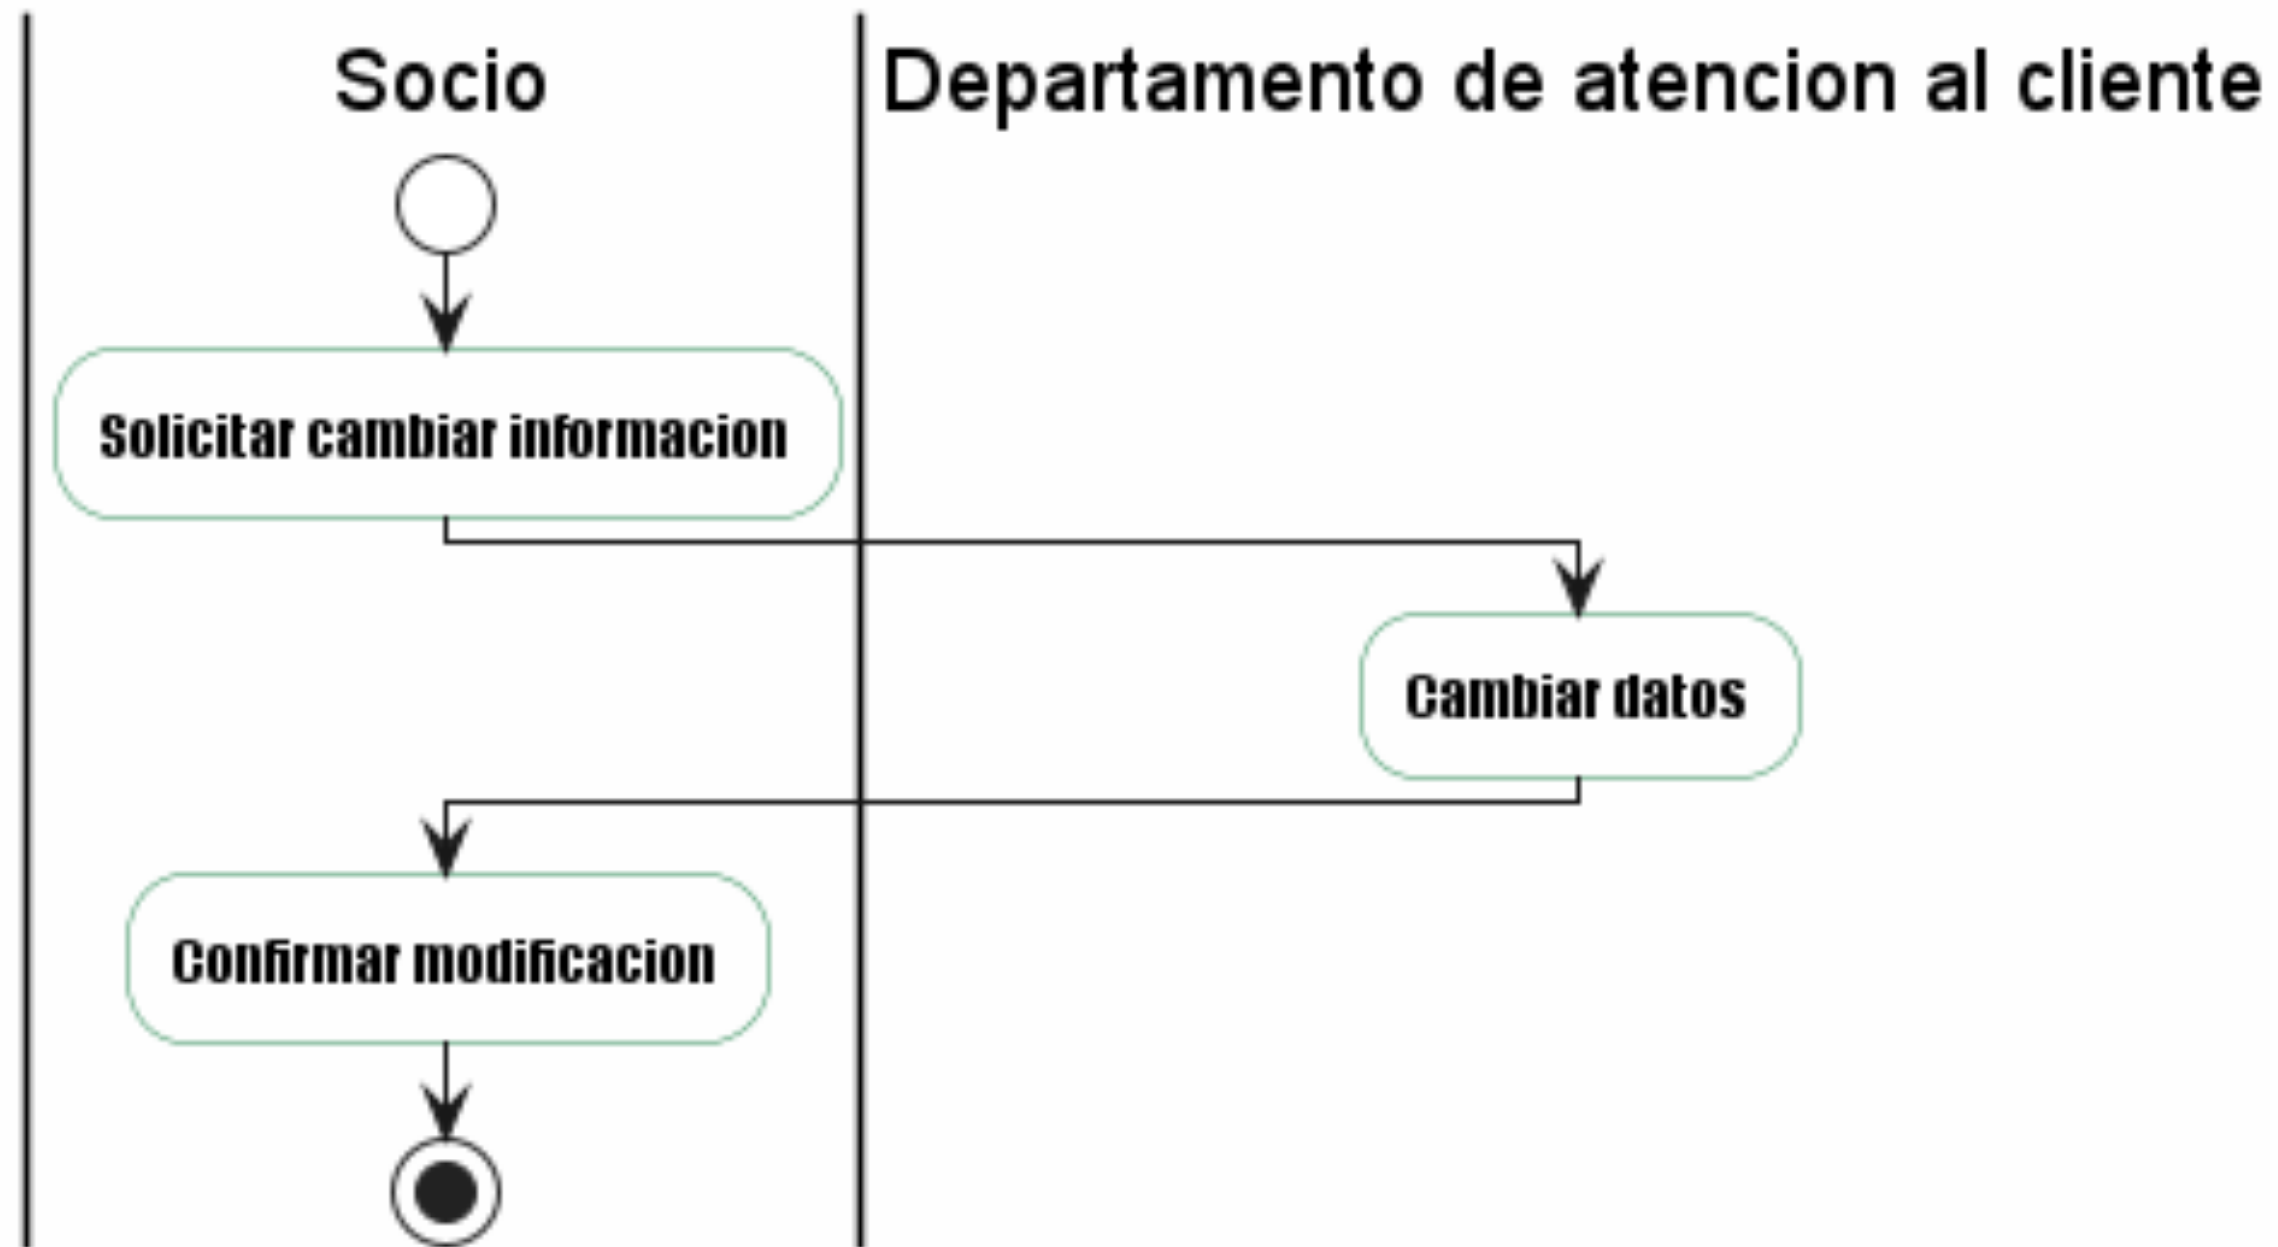 Socio
Departamento de atencion al cliente
Solicitar cambiar informacion
Cambiar datos
Confirmar modificacion